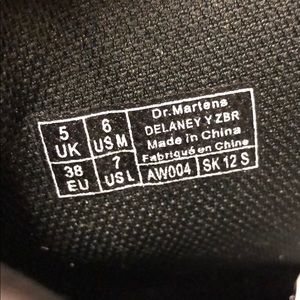 5 UK
6 US M
38 EU
7 US L
Dr.Martens
DELANEY Y ZBR
Made in China
Fabriqué en Chine
AW004
SK 12 S